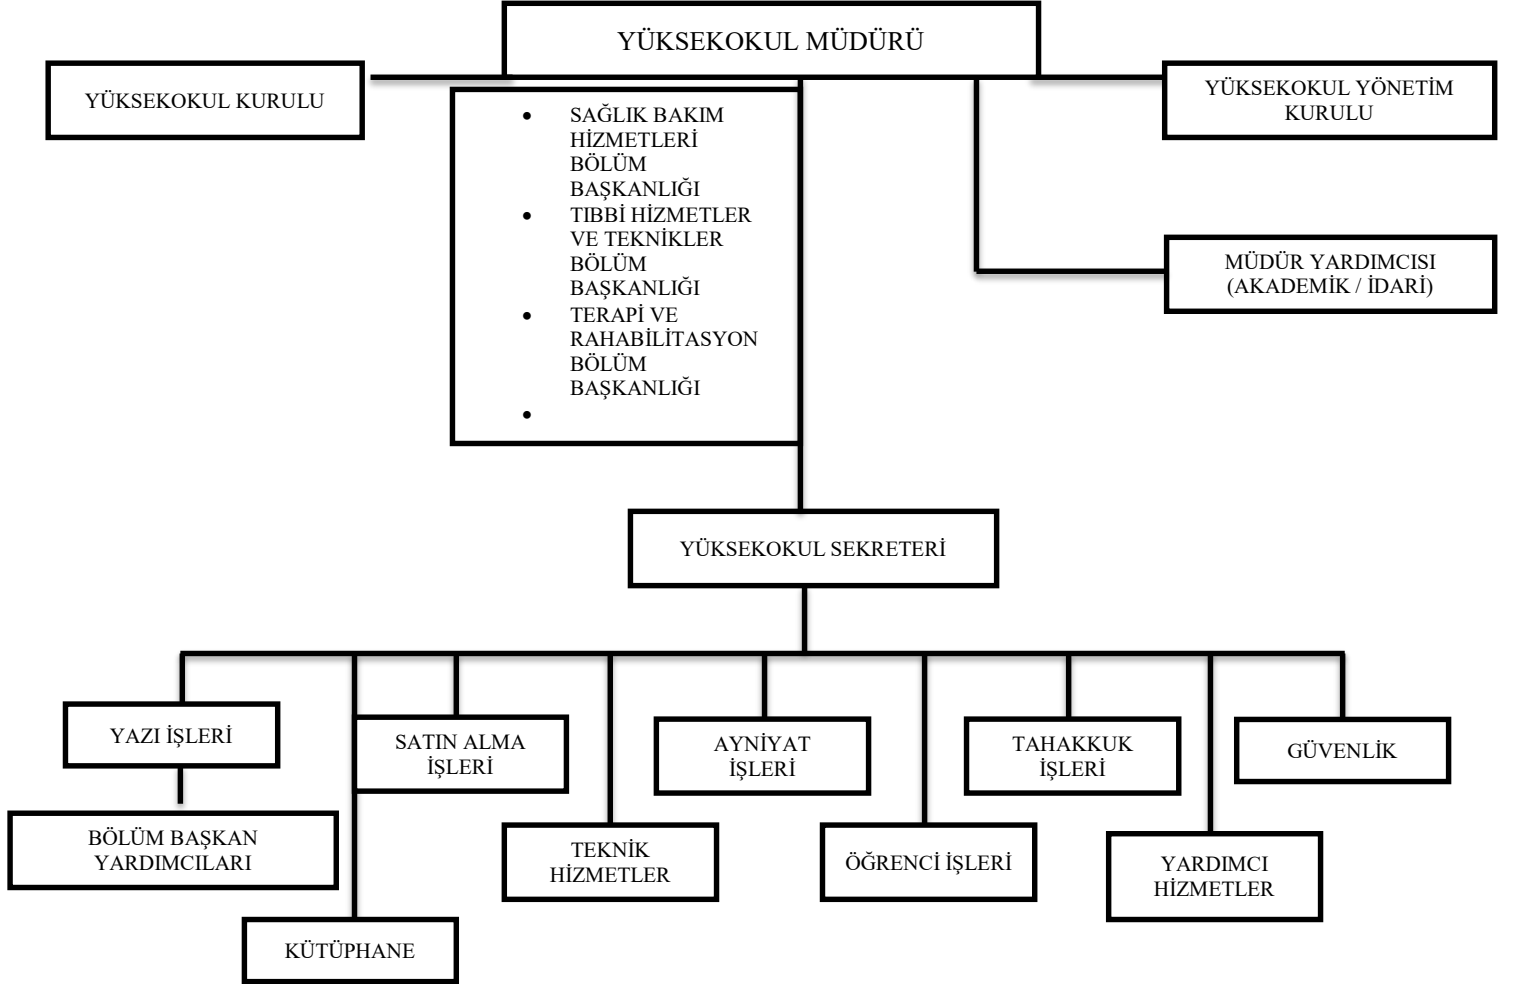 YÜKSEKOKUL MÜDÜRÜ
YÜKSEKOKUL KURULU
YÜKSEKOKUL YÖNETİM
KURULU
• SAĞLIK BAKIM
HİZMETLERİ
BÖLÜM
BAŞKANLIĞI
• TIBBİ HİZMETLER
VE TEKNİKLER
BÖLÜM
BAŞKANLIĞI
• TERAPİ VE
RAHABİLİTASYON
BÖLÜM
BAŞKANLIĞI
•
MÜDÜR YARDIMCISI
(AKADEMİK / İDARİ)
YÜKSEKOKUL SEKRETERİ
YAZI İŞLERİ
SATIN ALMA
İŞLERİ
AYNİYAT
İŞLERİ
TAHAKKUK
İŞLERİ
GÜVENLİK
BÖLÜM BAŞKAN
YARDIMCILARI
TEKNİK
HİZMETLER
ÖĞRENCİ İŞLERİ
YARDIMCI
HİZMETLER
KÜTÜPHANE